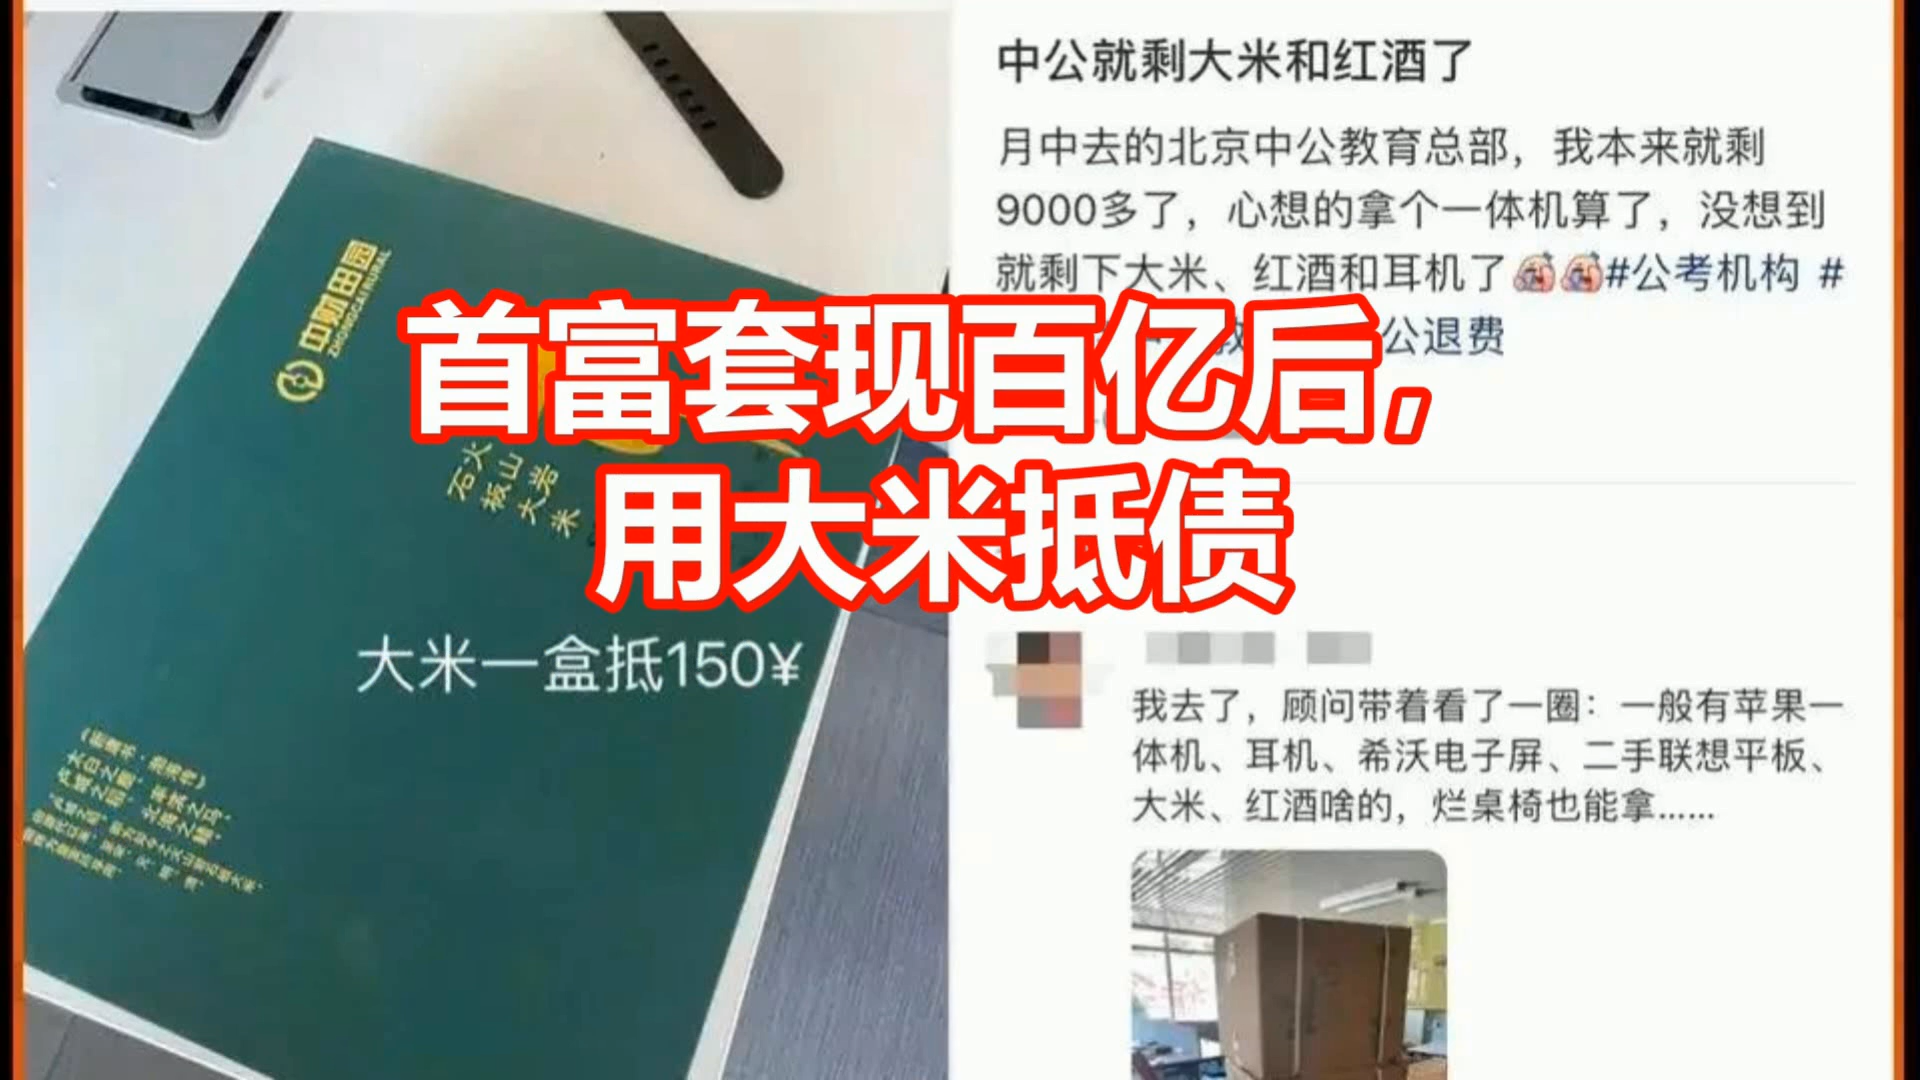 中公就剩大米和红酒了
月中去的北京中公教育总部，我本来就剩
9000多了，心想的拿个一体机算了，没想到
就剩下大米、红酒和耳机了#公考机构 #
公退费
首富套现百亿后，
用大米抵债
中财田园
ZHONGCAI RURAL
火山岩
石板大米
大米一盒抵150¥
我去了，顾问带着看了一圈：一般有苹果一
体机、耳机、希沃电子屏、二手联想平板、
大米、红酒啥的，烂桌椅也能拿......